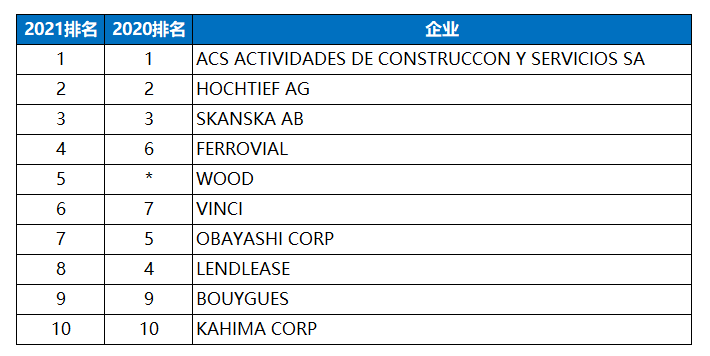 2021排名 2020排名 企业
1 1 ACS ACTIVIDADES DE CONSTRUCCON Y SERVICIOS SA
2 2 HOCHTIEF AG
3 3 SKANSKA AB
4 6 FERROVIAL
5 * WOOD
6 7 VINCI
7 5 OBAYASHI CORP
8 4 LENDLEASE
9 9 BOUYGUES
10 10 KAHIMA CORP